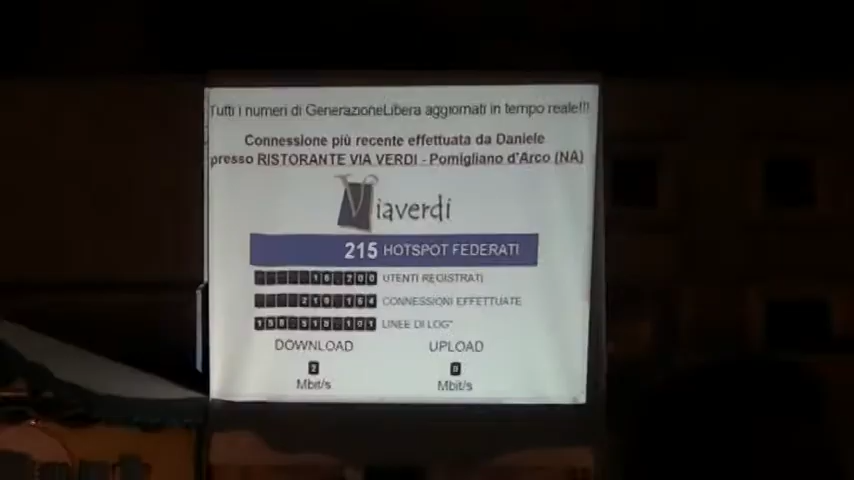 Tutti i numeri di GenerazioneLibera aggiornati in tempo reale!!!
Connessione più recente effettuata da Daniele
presso RISTORANTE VIA VERDI - Pomigliano d'Arco (NA)
Viaverdi
215 HOTSPOT FEDERATI
UTENTI REGISTRATI
CONNESSIONI EFFETTUATE
LINEE DI LOG*
DOWNLOAD UPLOAD
2
Mbit/s Mbit/s